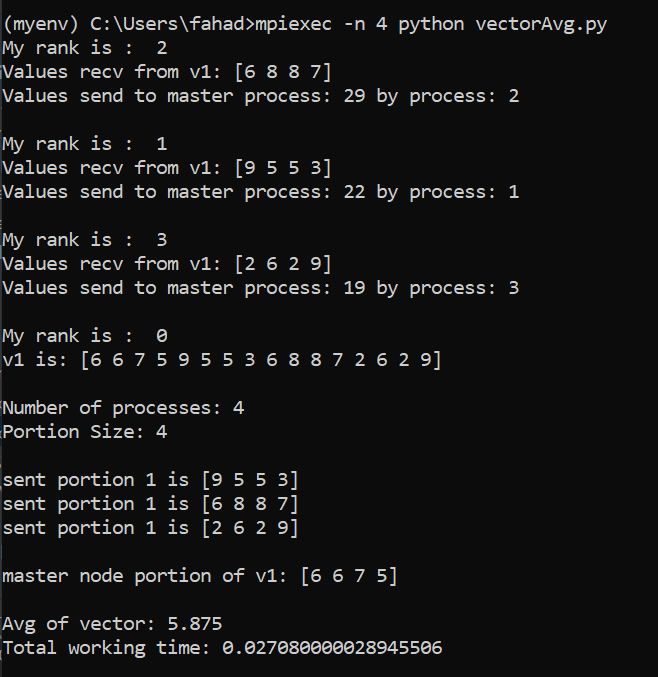 (myenv) C:\Users\fahad>mpiexec -n 4 python vectorAvg.py
My rank is :  2
Values recv from v1: [6 8 8 7]
Values send to master process: 29 by process: 2
My rank is :  1
Values recv from v1: [9 5 5 3]
Values send to master process: 22 by process: 1
My rank is :  3
Values recv from v1: [2 6 2 9]
Values send to master process: 19 by process: 3
My rank is :  0
v1 is: [6 6 7 5 9 5 5 3 6 8 8 7 2 6 2 9]
Number of processes: 4
Portion Size: 4
sent portion 1 is [9 5 5 3]
sent portion 1 is [6 8 8 7]
sent portion 1 is [2 6 2 9]
master node portion of v1: [6 6 7 5]
Avg of vector: 5.875
Total working time: 0.027080000028945506